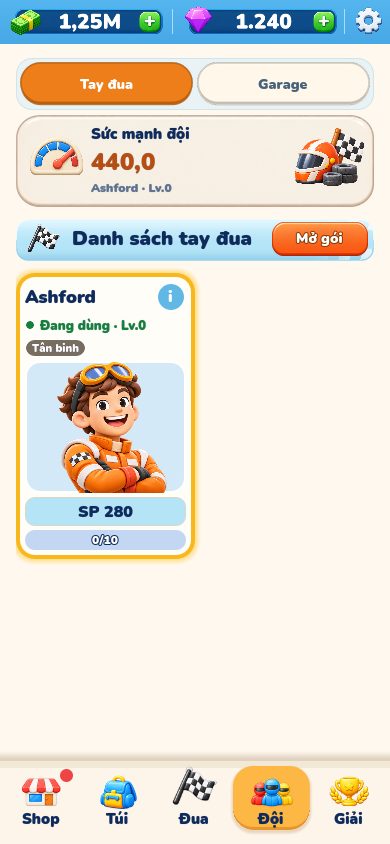 1,25M
1.240
Tay đua
Garage
Sức mạnh đội
440,0
Ashford · Lv.0
Danh sách tay đua
Mở gói
Ashford
i
Đang dùng · Lv.0
Tân binh
SP 280
0/10
Shop
Túi
Đua
Đội
Giải